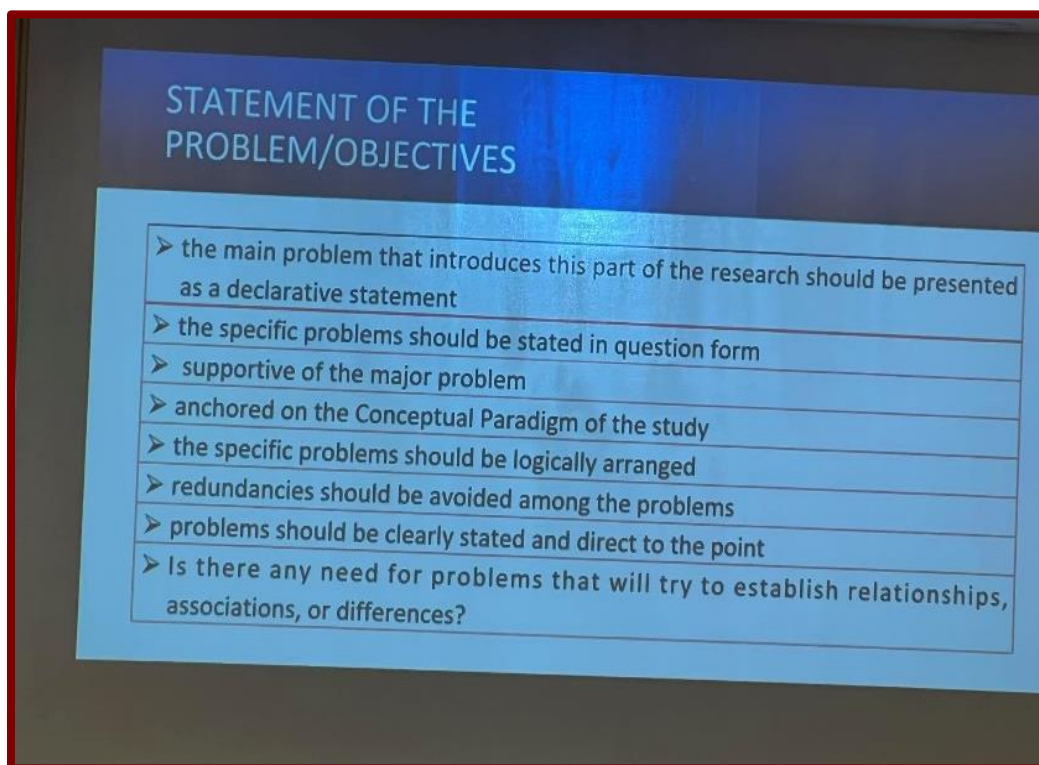 STATEMENT OF THE
PROBLEM/OBJECTIVES
➤ the main problem that introduces this part of the research should be presented
as a declarative statement
➤ the specific problems should be stated in question form
➤ supportive of the major problem
➤ anchored on the Conceptual Paradigm of the study
➤ the specific problems should be logically arranged
➤ redundancies should be avoided among the problems
➤ problems should be clearly stated and direct to the point
➤ Is there any need for problems that will try to establish relationships,
associations, or differences?